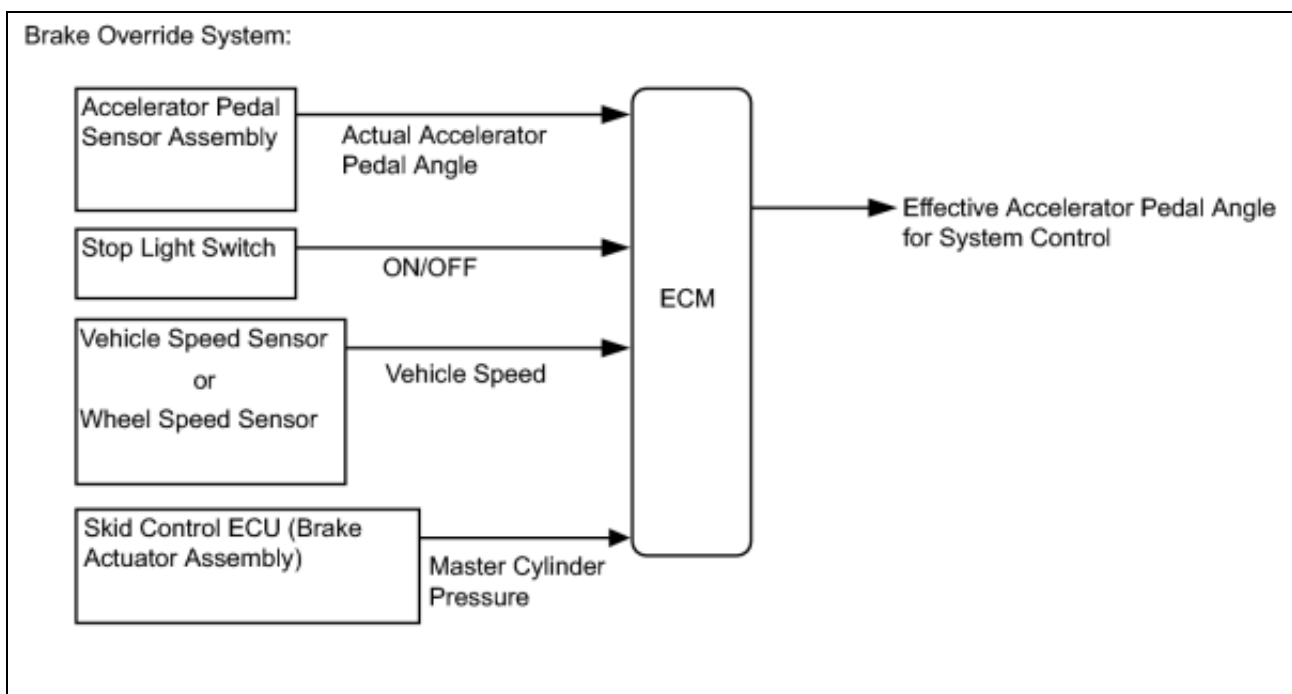 Brake Override System:
Accelerator Pedal
Sensor Assembly
Actual Accelerator
Pedal Angle
Stop Light Switch
ON/OFF
Vehicle Speed Sensor
or
Wheel Speed Sensor
Vehicle Speed
Skid Control ECU (Brake
Actuator Assembly)
Master Cylinder
Pressure
ECM
Effective Accelerator Pedal Angle
for System Control